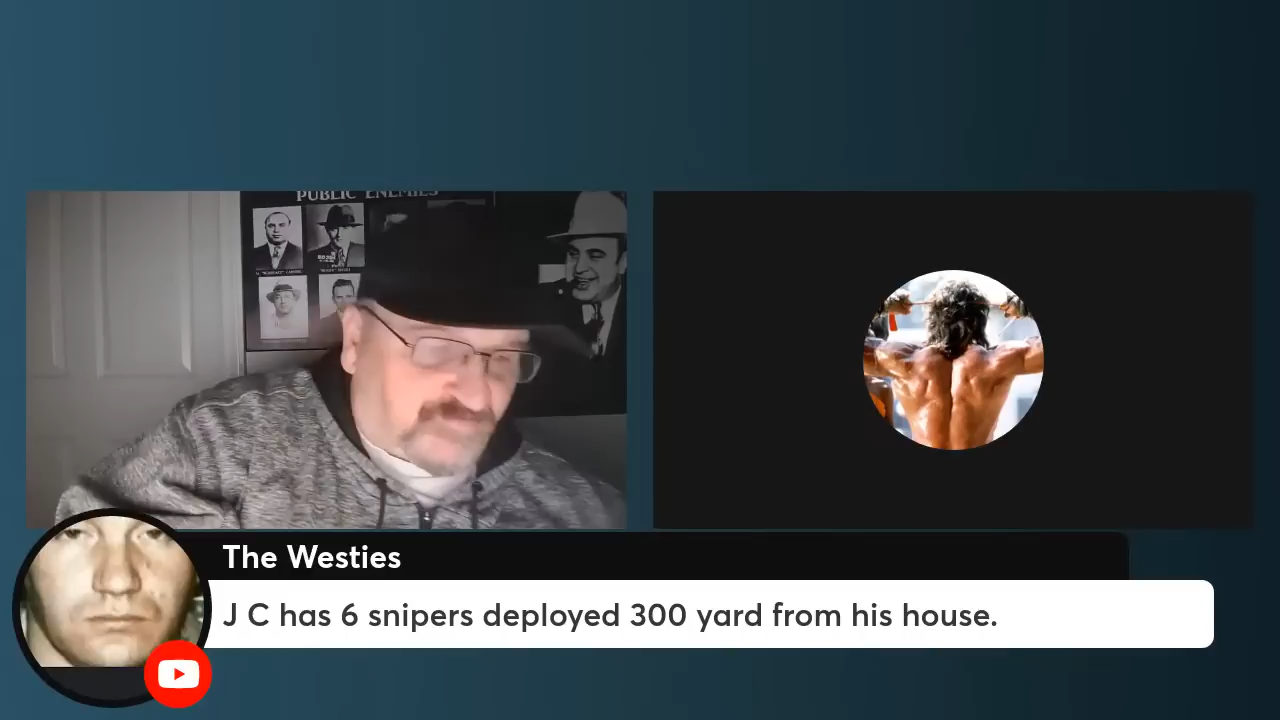 PUBLIC ENEMIES
The Westies
J C has 6 snipers deployed 300 yard from his house.